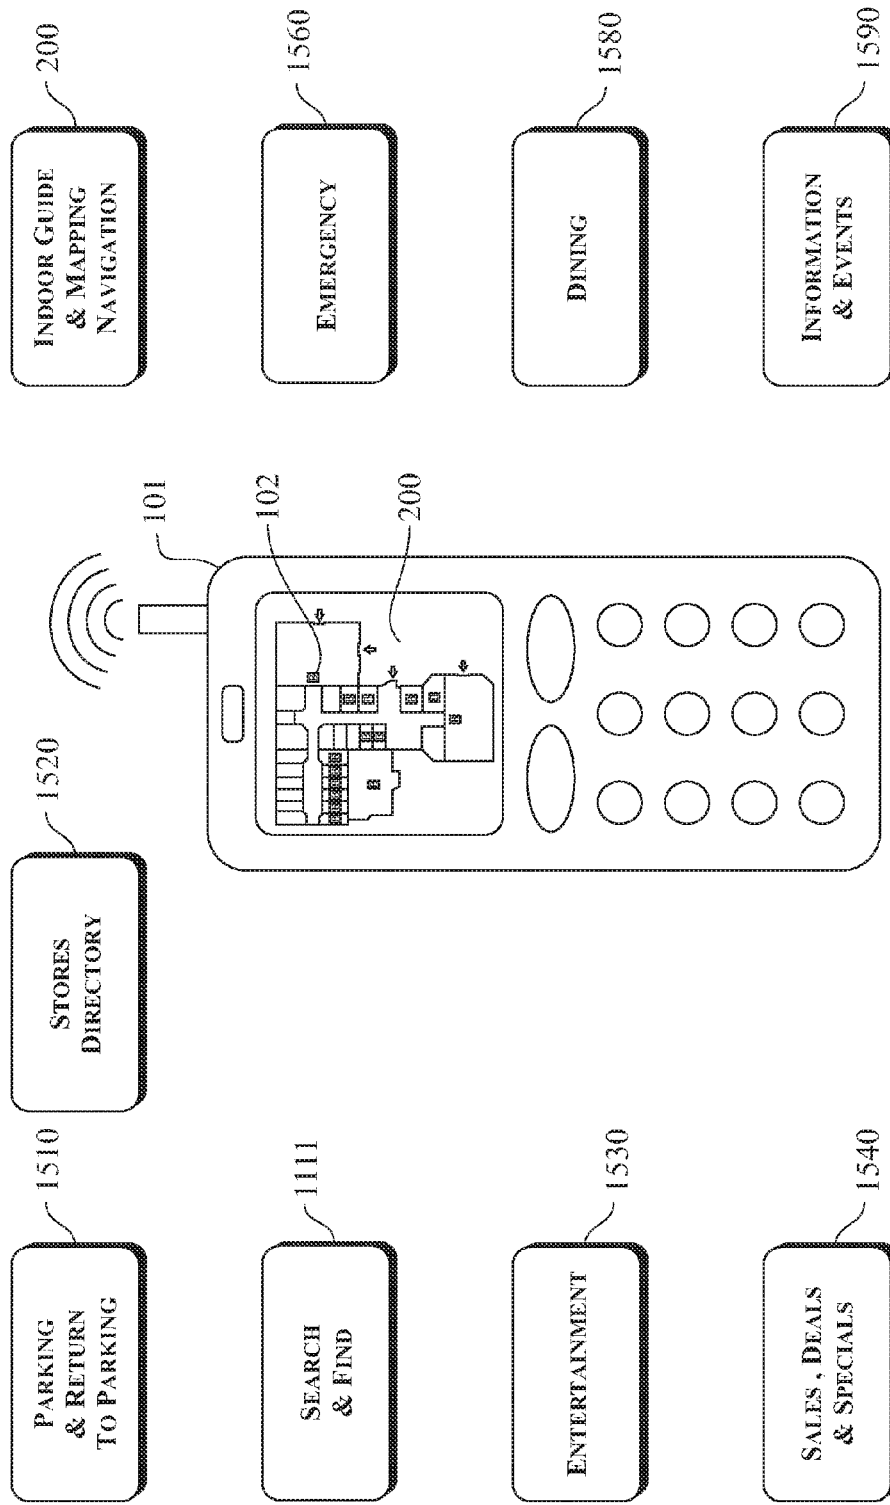 PARKING
& RETURN
TO PARKING
1510
STORES
DIRECTORY
1520
INDOOR GUIDE
& MAPPING
NAVIGATION
200
101
SEARCH
& FIND
1111
102
EMERGENCY
1560
200
ENTERTAINMENT
1530
DINING
1580
SALES , DEALS
& SPECIALS
1540
INFORMATION
& EVENTS
1590